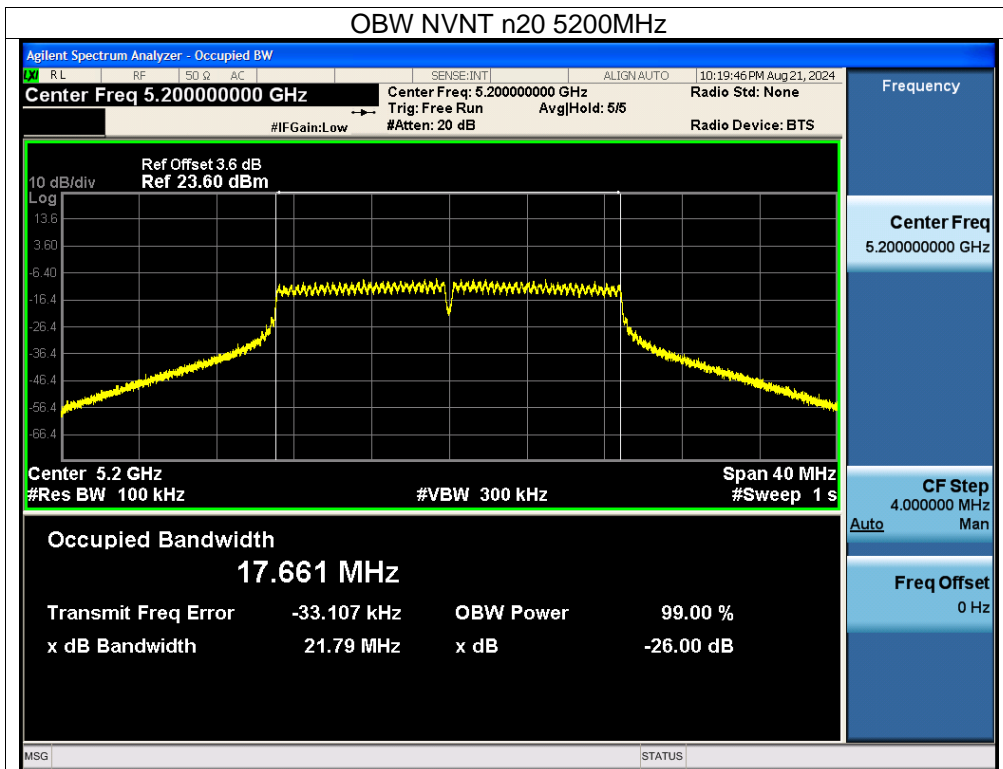 OBW NVNT n20 5200MHz
Agilent Spectrum Analyzer - Occupied BW
LXI RL RF 50 Ω AC SENSE:INT ALIGN AUTO 10:19:46 PM Aug 21, 2024
Center Freq 5.200000000 GHz
Center Freq: 5.200000000 GHz Radio Std: None
Trig: Free Run Avg|Hold: 5/5
#IFGain:Low #Atten: 20 dB Radio Device: BTS
Ref Offset 3.6 dB
10 dB/div Ref 23.60 dBm
Log
13.6
3.60
-6.40
-16.4
-26.4
-36.4
-46.4
-56.4
-66.4
Center 5.2 GHz Span 40 MHz
#Res BW 100 kHz #VBW 300 kHz #Sweep 1 s
Occupied Bandwidth
17.661 MHz
Transmit Freq Error -33.107 kHz OBW Power 99.00 %
x dB Bandwidth 21.79 MHz x dB -26.00 dB
Frequency
Center Freq
5.200000000 GHz
CF Step
4.000000 MHz
Auto Man
Freq Offset
0 Hz
MSG STATUS